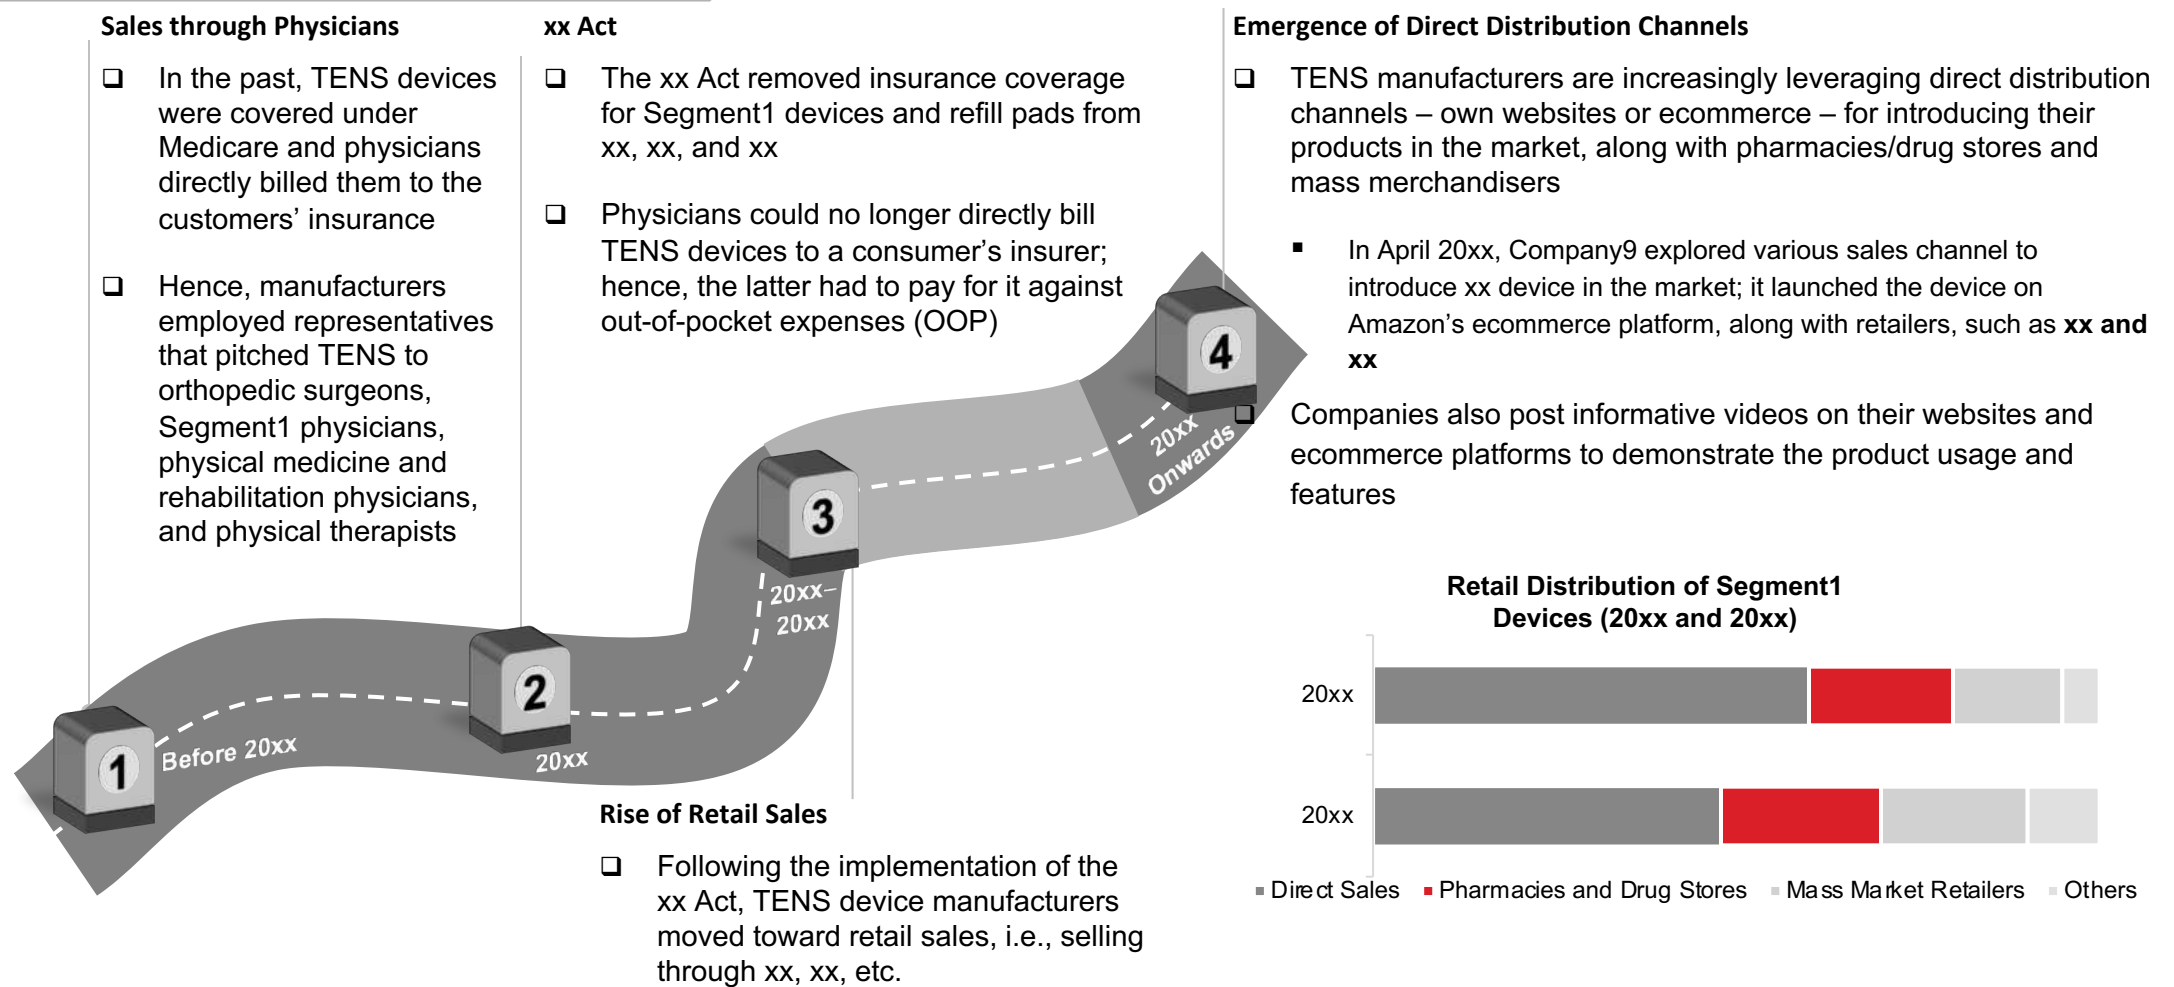 Sales through Physicians
❑ In the past, TENS devices
were covered under
Medicare and physicians
directly billed them to the
customers’ insurance
❑ Hence, manufacturers
employed representatives
that pitched TENS to
orthopedic surgeons,
Segment1 physicians,
physical medicine and
rehabilitation physicians,
and physical therapists
xx Act
❑ The xx Act removed insurance coverage
for Segment1 devices and refill pads from
xx, xx, and xx
❑ Physicians could no longer directly bill
TENS devices to a consumer’s insurer;
hence, the latter had to pay for it against
out-of-pocket expenses (OOP)
Emergence of Direct Distribution Channels
❑ TENS manufacturers are increasingly leveraging direct distribution
channels – own websites or ecommerce – for introducing their
products in the market, along with pharmacies/drug stores and
mass merchandisers
▪ In April 20xx, Company9 explored various sales channel to
introduce xx device in the market; it launched the device on
Amazon’s ecommerce platform, along with retailers, such as xx and
xx
❑ Companies also post informative videos on their websites and
ecommerce platforms to demonstrate the product usage and
features
1
Before 20xx
2
20xx
3
20xx–
20xx
4
20xx
Onwards
Rise of Retail Sales
❑ Following the implementation of the
xx Act, TENS device manufacturers
moved toward retail sales, i.e., selling
through xx, xx, etc.
Retail Distribution of Segment1
Devices (20xx and 20xx)
20xx
20xx
Direct Sales Pharmacies and Drug Stores Mass Market Retailers Others